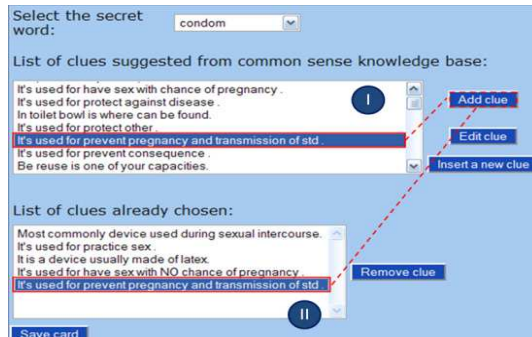 Select the secret
word:
condom
List of clues suggested from common sense knowledge base:
It's used for have sex with chance of pregnancy .
It's used for protect against disease .
In toilet bowl is where can be found.
It's used for protect other .
It's used for prevent pregnancy and transmission of std .
It's used for prevent consequence .
Be reuse is one of your capacities.
I
Add clue
Edit clue
Insert a new clue
List of clues already chosen:
Most commonly device used during sexual intercourse.
It's used for practice sex .
It is a device usually made of latex.
It's used for have sex with NO chance of pregnancy .
It's used for prevent pregnancy and transmission of std .
Remove clue
II
Save card